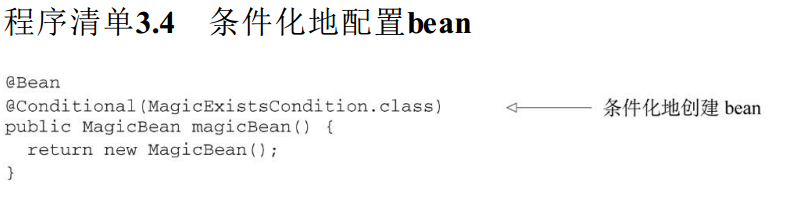 程序清单3.4 条件化地配置bean
@Bean
@Conditional(MagicExistsCondition.class)
条件化地创建 bean
public MagicBean magicBean() {
  return new MagicBean();
}